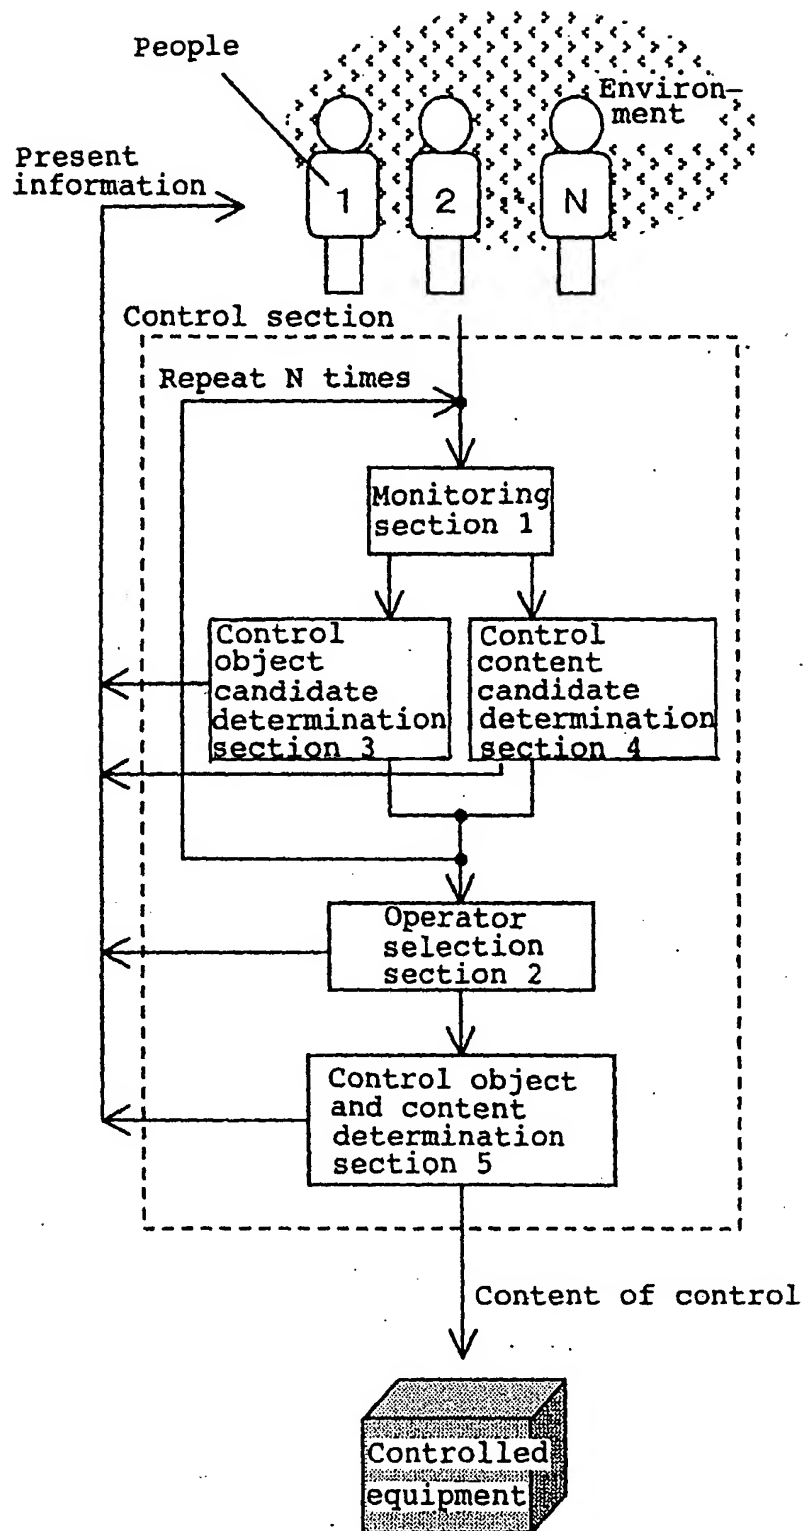 People
Environ-
ment
Present
information
1
2
N
Control section
Repeat N times
Monitoring
section 1
Control
object
candidate
determination
section 3
Control
content
candidate
determination
section 4
Operator
selection
section 2
Control object
and content
determination
section 5
Content of control
Controlled
equipment